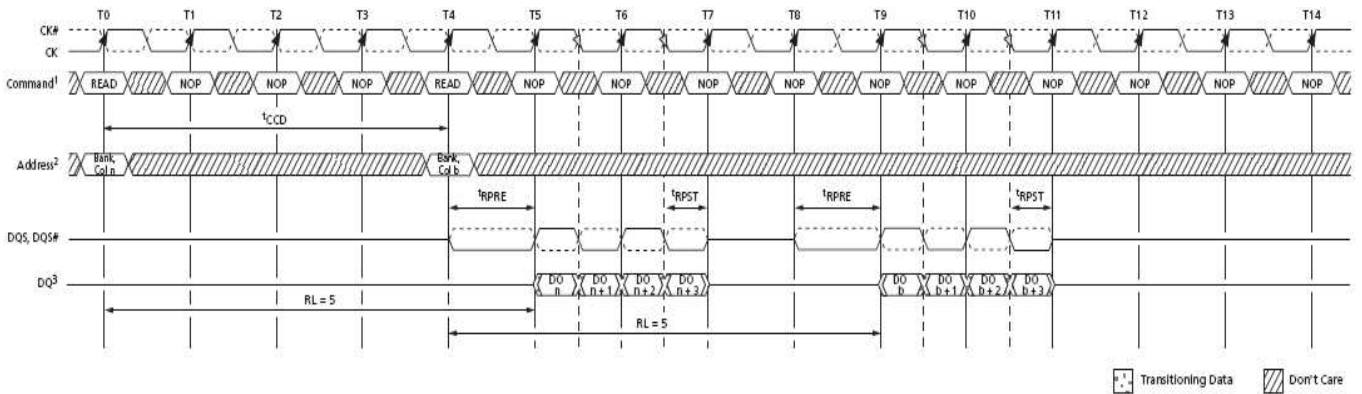 T0 T1 T2 T3 T4 T5 T6 T7 T8 T9 T10 T11 T12 T13 T14
CK#
CK
Command1 READ NOP NOP NOP READ NOP NOP NOP NOP NOP NOP NOP NOP NOP NOP
tCCD
Address2 Bank, Col n Bank, Col b
tRPRE tRPST tRPRE tRPST
DQS, DQS#
DQ3 DO n DO n + 1 DO n + 2 DO n + 3 DO b DO b + 1 DO b + 2 DO b + 3
RL = 5
RL = 5
Transitioning Data Don't Care